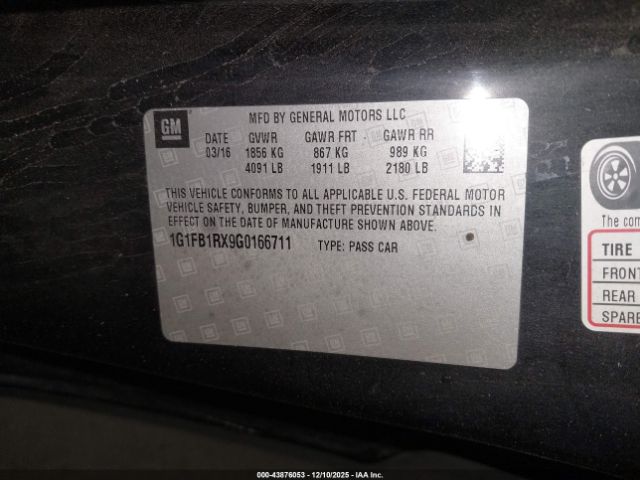 GM
MFD BY GENERAL MOTORS LLC
DATE GVWR GAWR FRT GAWR RR
03/16 1856 KG 867 KG 989 KG
4091 LB 1911 LB 2180 LB
THIS VEHICLE CONFORMS TO ALL APPLICABLE U.S. FEDERAL MOTOR
VEHICLE SAFETY, BUMPER, AND THEFT PREVENTION STANDARDS IN
EFFECT ON THE DATE OF MANUFACTURE SHOWN ABOVE.
1G1FB1RX9G0166711 TYPE: PASS CAR
The com
TIRE
FRONT
REAR
SPARE
000-43876053 - 12/10/2025 - IAA.com